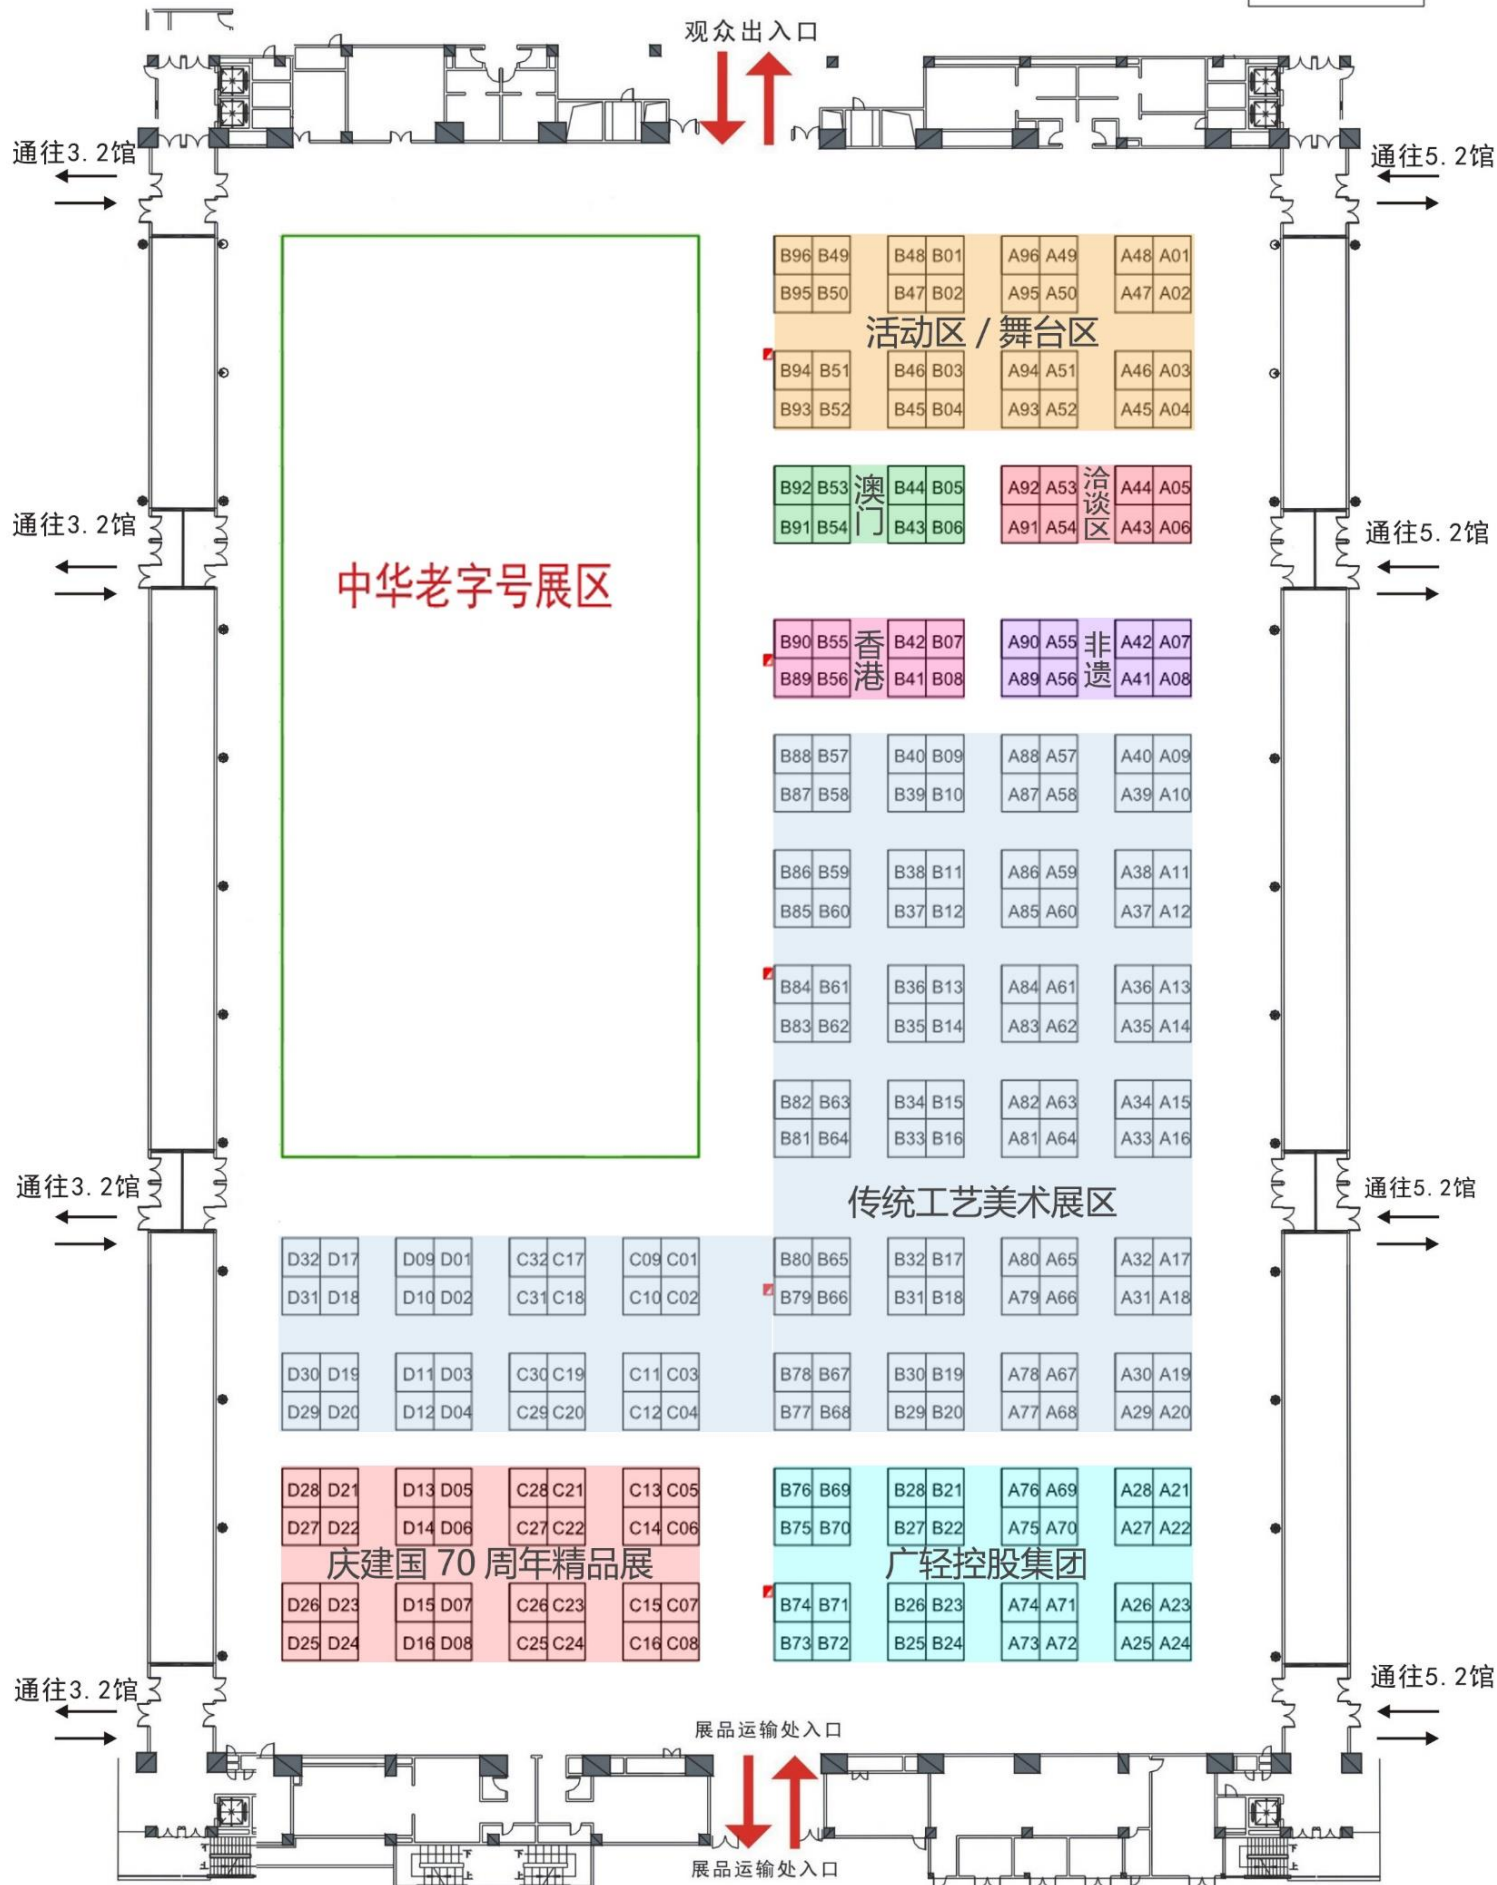 观众出入口
通往3.2馆
通往5.2馆
B96 B49 B48 B01 A96 A49 A48 A01
B95 B50 B47 B02 A95 A50 A47 A02
活动区 / 舞台区
B94 B51 B46 B03 A94 A51 A46 A03
B93 B52 B45 B04 A93 A52 A45 A04
B92 B53 B44 B05 A92 A53 A44 A05
澳门
洽谈区
B91 B54 B43 B06 A91 A54 A43 A06
通往3.2馆
通往5.2馆
中华老字号展区
B90 B55 B42 B07 A90 A55 A42 A07
香港
非遗
B89 B56 B41 B08 A89 A56 A41 A08
B88 B57 B40 B09 A88 A57 A40 A09
B87 B58 B39 B10 A87 A58 A39 A10
B86 B59 B38 B11 A86 A59 A38 A11
B85 B60 B37 B12 A85 A60 A37 A12
B84 B61 B36 B13 A84 A61 A36 A13
B83 B62 B35 B14 A83 A62 A35 A14
B82 B63 B34 B15 A82 A63 A34 A15
B81 B64 B33 B16 A81 A64 A33 A16
通往3.2馆
通往5.2馆
传统工艺美术展区
D32 D17 D09 D01 C32 C17 C09 C01 B80 B65 B32 B17 A80 A65 A32 A17
D31 D18 D10 D02 C31 C18 C10 C02 B79 B66 B31 B18 A79 A66 A31 A18
D30 D19 D11 D03 C30 C19 C11 C03 B78 B67 B30 B19 A78 A67 A30 A19
D29 D20 D12 D04 C29 C20 C12 C04 B77 B68 B29 B20 A77 A68 A29 A20
D28 D21 D13 D05 C28 C21 C13 C05 B76 B69 B28 B21 A76 A69 A28 A21
D27 D22 D14 D06 C27 C22 C14 C06 B75 B70 B27 B22 A75 A70 A27 A22
庆建国 70 周年精品展
广轻控股集团
D26 D23 D15 D07 C26 C23 C15 C07 B74 B71 B26 B23 A74 A71 A26 A23
D25 D24 D16 D08 C25 C24 C16 C08 B73 B72 B25 B24 A73 A72 A25 A24
通往3.2馆
通往5.2馆
展品运输处入口
展品运输处入口
下
上
下
上
下
上
下
上